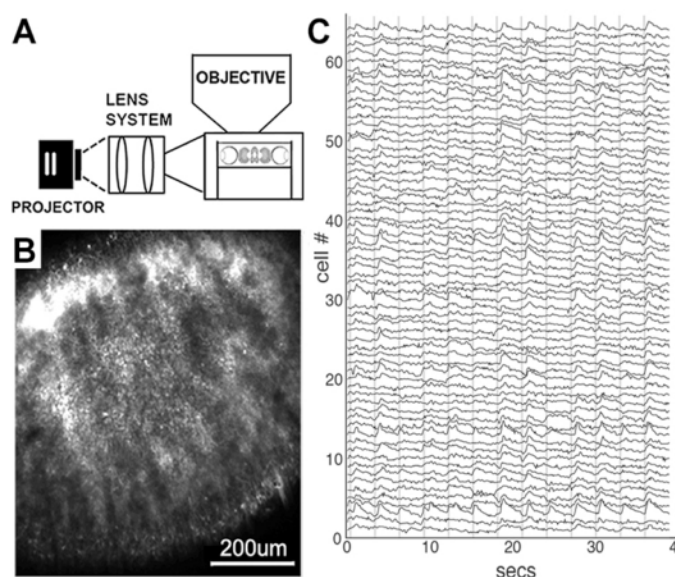 A
OBJECTIVE
LENS
SYSTEM
PROJECTOR
B
200um
C
60
50
40
30
20
10
0
cell #
0
10
20
30
4
secs